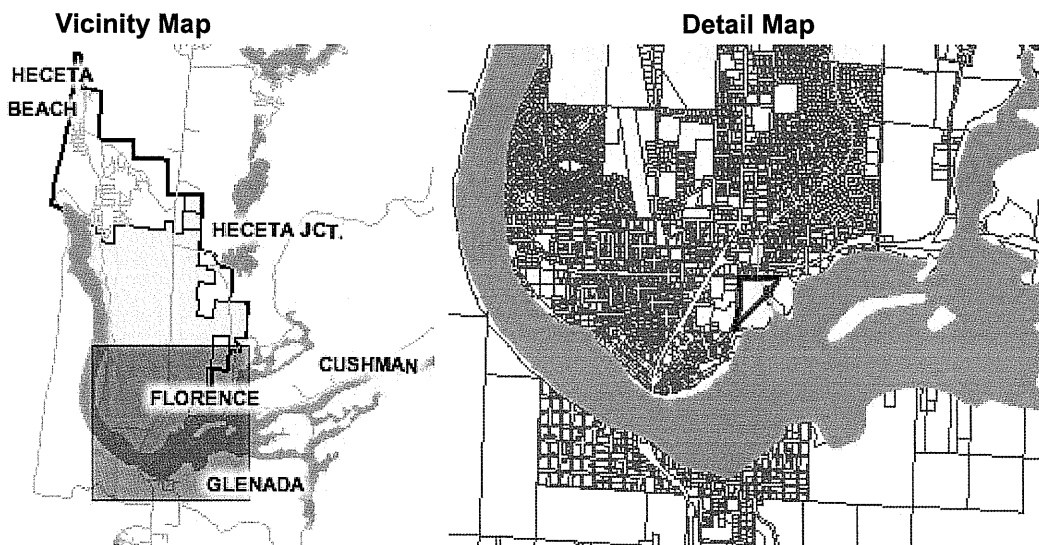 Vicinity Map
Detail Map
HECETA
BEACH
HECETA JCT.
CUSHMAN
FLORENCE
GLENADA